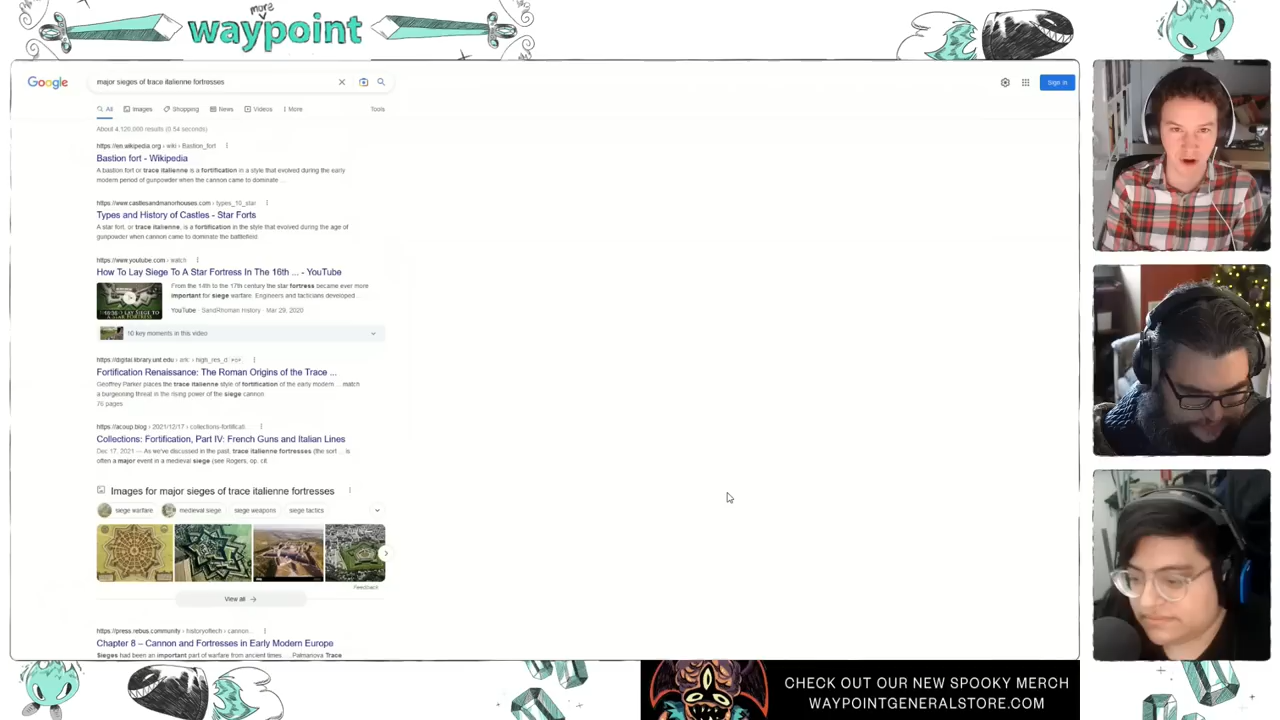 more
waypoint
Google
major sieges of trace italienne fortresses
Sign in
All Images Shopping News Videos More Tools
About 4,120,000 results (0.54 seconds)
https://en.wikipedia.org › wiki › Bastion_fort
Bastion fort - Wikipedia
A bastion fort or trace italienne is a fortification in a style that evolved during the early
modern period of gunpowder when the cannon came to dominate ...
https://www.castlesandmanorhouses.com › types_10_star
Types and History of Castles - Star Forts
A star fort, or trace italienne, is a fortification in the style that evolved during the age of
gunpowder when cannon came to dominate the battlefield.
https://www.youtube.com › watch
How To Lay Siege To A Star Fortress In The 16th ... - YouTube
From the 14th to the 17th century the star fortress became ever more
important for siege warfare. Engineers and tacticians developed...
YouTube · SandRhoman History · Mar 29, 2020
10 key moments in this video
https://digital.library.unt.edu › ark: › high_res_d
Fortification Renaissance: The Roman Origins of the Trace ...
Geoffrey Parker places the trace italienne style of fortification of the early modern ... match
a burgeoning threat in the rising power of the siege cannon.
76 pages
https://acoup.blog › 2021/12/17 › collections-fortificati...
Collections: Fortification, Part IV: French Guns and Italian Lines
Dec 17, 2021 — As we've discussed in the past, trace italienne fortresses (the sort ... is
often a major event in a medieval siege (see Rogers, op. cit.
Images for major sieges of trace italienne fortresses
siege warfare medieval siege siege weapons siege tactics
Feedback
View all →
https://press.rebus.community › historyoftech › cannon...
Chapter 8 – Cannon and Fortresses in Early Modern Europe
Sieges had been an important part of warfare from ancient times. ... Palmanova Trace
CHECK OUT OUR NEW SPOOKY MERCH
WAYPOINTGENERALSTORE.COM